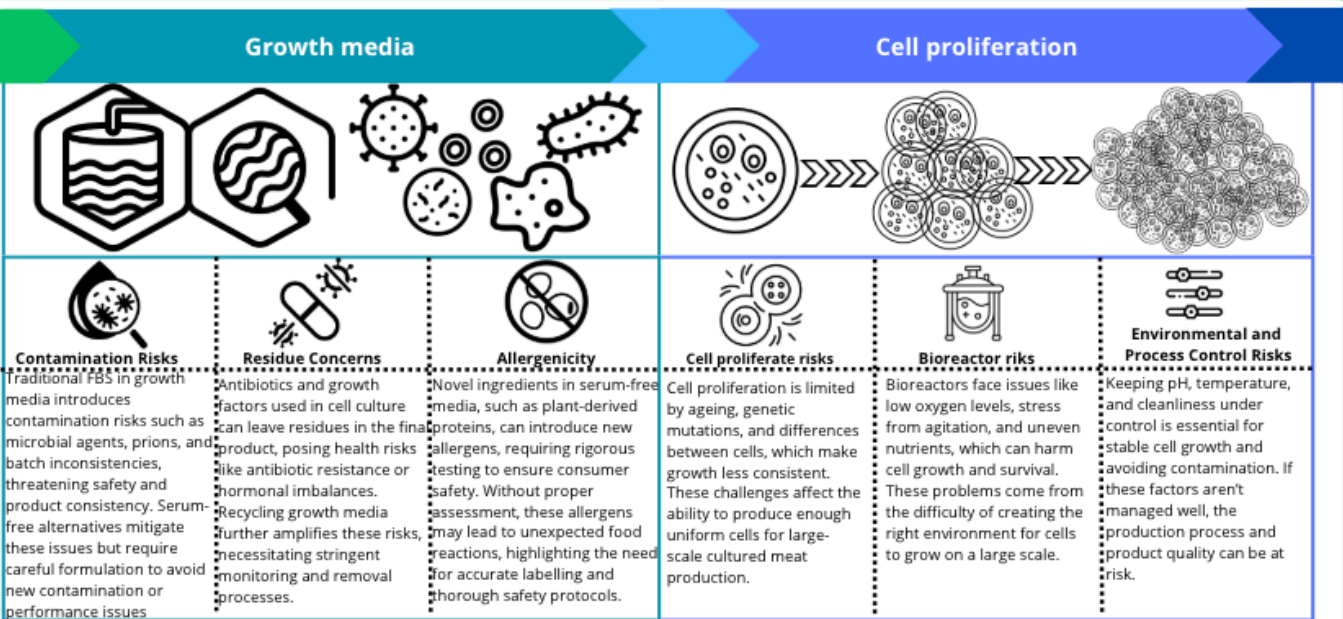 Growth media
Cell proliferation
Contamination Risks
Traditional FBS in growth
media introduces
contamination risks such as
microbial agents, prions, and
batch inconsistencies,
threatening safety and
product consistency. Serum-
free alternatives mitigate
these issues but require
careful formulation to avoid
new contamination or
performance issues
Residue Concerns
Antibiotics and growth
factors used in cell culture
can leave residues in the final
product, posing health risks
like antibiotic resistance or
hormonal imbalances.
Recycling growth media
further amplifies these risks,
necessitating stringent
monitoring and removal
processes.
Allergenicity
Novel ingredients in serum-free
media, such as plant-derived
proteins, can introduce new
allergens, requiring rigorous
testing to ensure consumer
safety. Without proper
assessment, these allergens
may lead to unexpected food
reactions, highlighting the need
for accurate labelling and
thorough safety protocols.
Cell proliferate risks
Cell proliferation is limited
by ageing, genetic
mutations, and differences
between cells, which make
growth less consistent.
These challenges affect the
ability to produce enough
uniform cells for large-
scale cultured meat
production.
Bioreactor riks
Bioreactors face issues like
low oxygen levels, stress
from agitation, and uneven
nutrients, which can harm
cell growth and survival.
These problems come from
the difficulty of creating the
right environment for cells
to grow on a large scale.
Environmental and
Process Control Risks
Keeping pH, temperature,
and cleanliness under
control is essential for
stable cell growth and
avoiding contamination. If
these factors aren't
managed well, the
production process and
product quality can be at
risk.